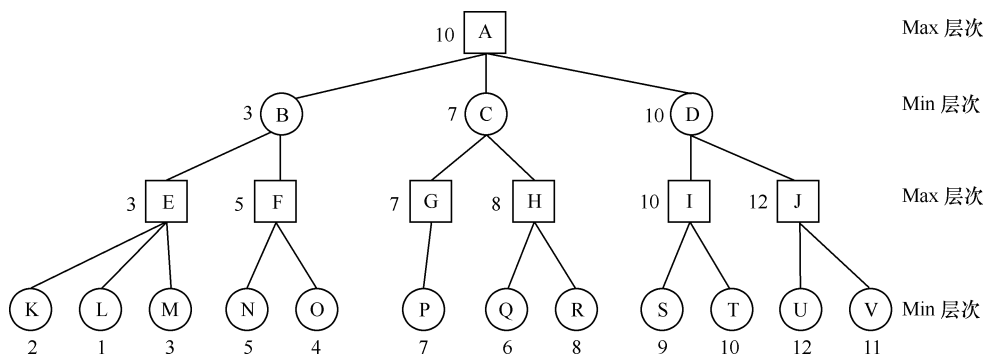 10 A Max 层次
3 B 7 C 10 D Min 层次
3 E 5 F 7 G 8 H 10 I 12 J Max 层次
K L M N O P Q R S T U V Min 层次
2 1 3 5 4 7 6 8 9 10 12 11